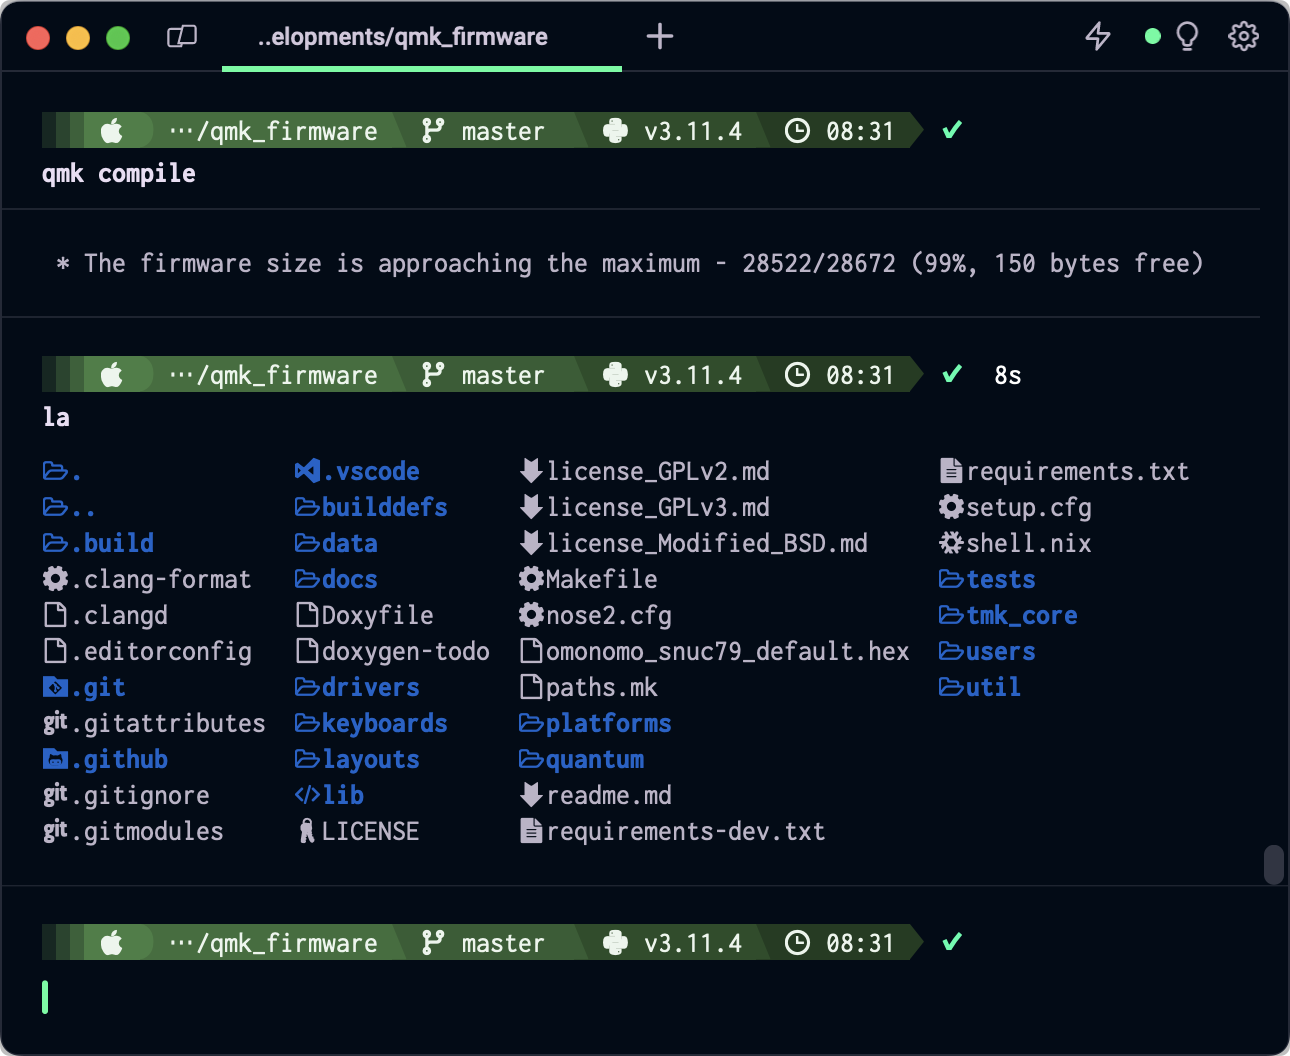 ..elopments/qmk_firmware
···/qmk_firmware master v3.11.4 08:31 ✓
qmk compile
* The firmware size is approaching the maximum - 28522/28672 (99%, 150 bytes free)
···/qmk_firmware master v3.11.4 08:31 ✓ 8s
la
. .vscode license_GPLv2.md requirements.txt
.. builddefs license_GPLv3.md setup.cfg
.build data license_Modified_BSD.md shell.nix
.clang-format docs Makefile tests
.clangd Doxyfile nose2.cfg tmk_core
.editorconfig doxygen-todo omonomo_snuc79_default.hex users
.git drivers paths.mk util
git .gitattributes keyboards platforms
.github layouts quantum
git .gitignore </> lib readme.md
git .gitmodules LICENSE requirements-dev.txt
···/qmk_firmware master v3.11.4 08:31 ✓